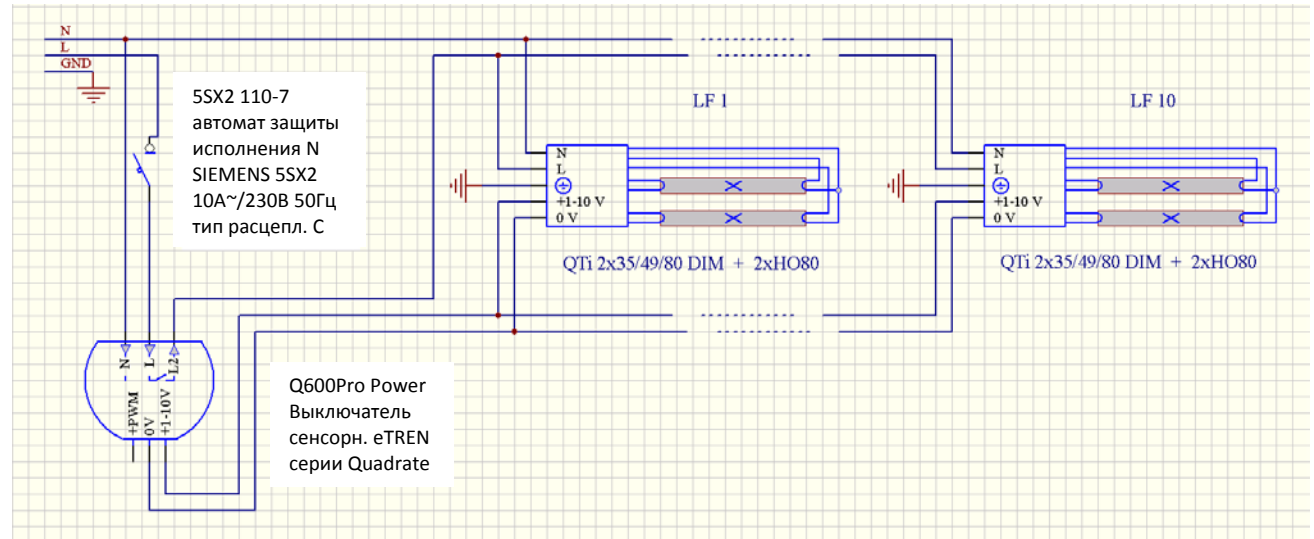 N
L
GND
5SX2 110-7
автомат защиты
исполнения N
SIEMENS 5SX2
10А~/230В 50Гц
тип расцепл. С
LF 1
LF 10
N
L
+1-10 V
0 V
N
L
+1-10 V
0 V
QTi 2x35/49/80 DIM + 2xHO80
QTi 2x35/49/80 DIM + 2xHO80
N
L
L2
+PWM
0V
+1-10V
Q600Pro Power
Выключатель
сенсорн. eTREN
серии Quadrate